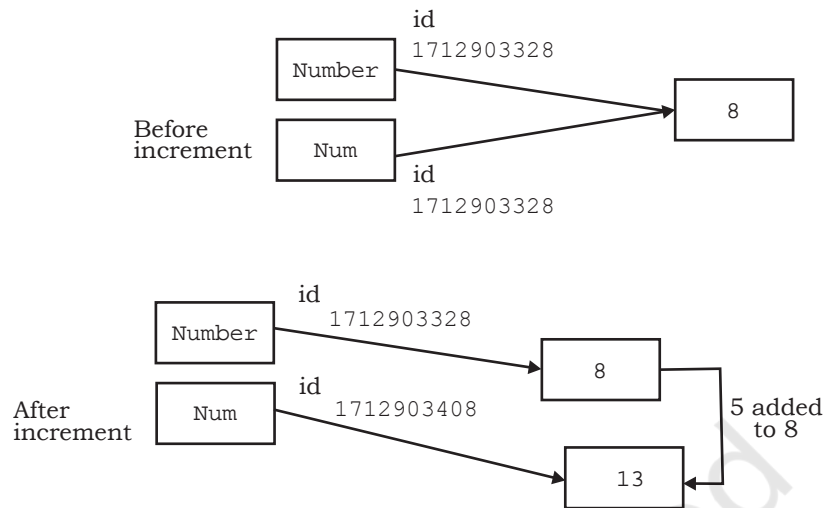 id
1712903328
Number
8
Before
increment
Num
id
1712903328
id
1712903328
Number
8
id
1712903408
After
increment
Num
5 added
to 8
13